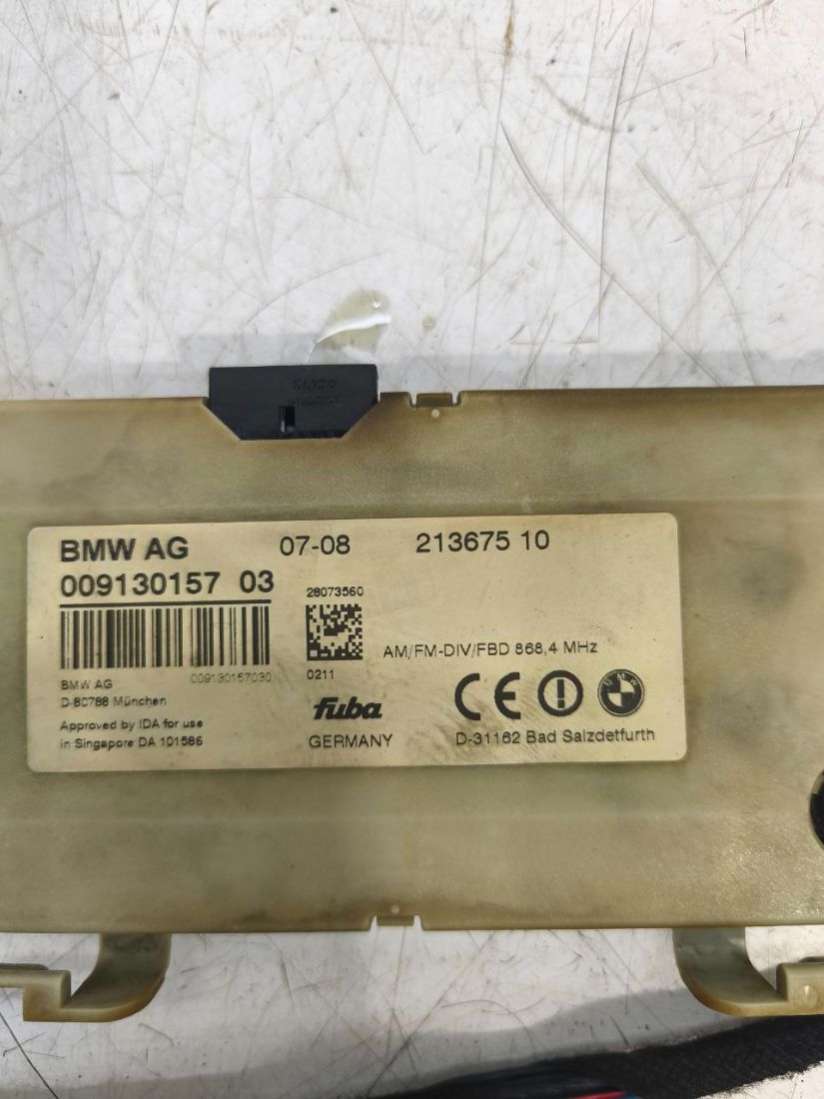 BMW AG 07-08 213675 10
009130157 03
28073560
AM/FM-DIV/FBD 868,4 MHz
009130157030
0211
BMW AG
D-80788 München
fuba
Approved by IDA for use
in Singapore DA 101586
GERMANY
D-31162 Bad Salzdetfurth
CE